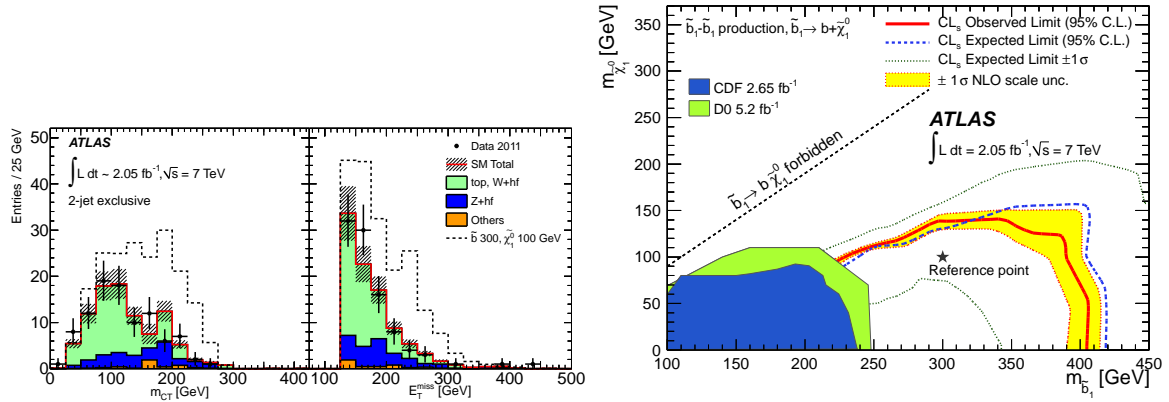 Entries / 25 GeV
50
40
30
20
10
0
ATLAS
∫ L dt ~ 2.05 fb⁻¹, √s = 7 TeV
2-jet exclusive
0 100 200 300 400
m_CT [GeV]
Data 2011
SM Total
top, W+hf
Z+hf
Others
b̃ 300, χ̃₁⁰ 100 GeV
100 200 300 400 500
E_T^miss [GeV]
m_χ̃₁⁰ [GeV]
350
300
250
200
150
100
50
0
b̃₁-b̃₁ production, b̃₁→ b+χ̃₁⁰
CDF 2.65 fb⁻¹
D0 5.2 fb⁻¹
CLₛ Observed Limit (95% C.L.)
CLₛ Expected Limit (95% C.L.)
CLₛ Expected Limit ±1σ
± 1σ NLO scale unc.
ATLAS
∫ L dt = 2.05 fb⁻¹, √s = 7 TeV
b̃₁→ b χ̃₁⁰ forbidden
Reference point
100 150 200 250 300 350 400 450
m_b̃₁ [GeV]